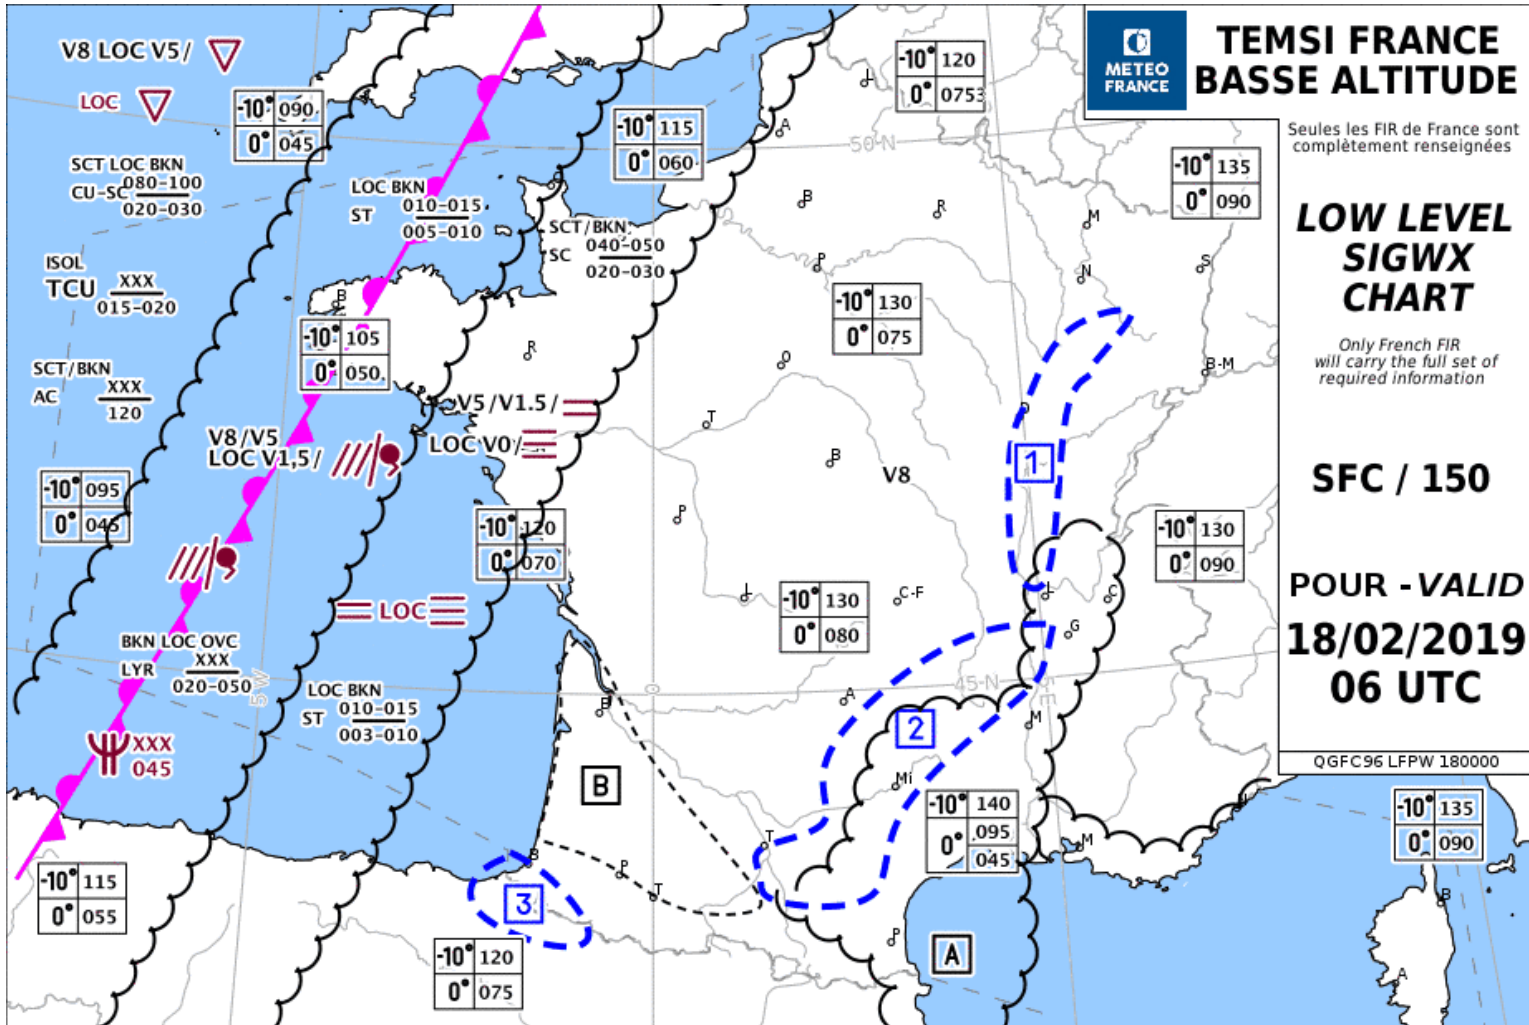 V8 LOC V5/
LOC
-10° 090
0° 045
SCT LOC BKN
CU-SC 080-100
020-030
ISOL
TCU XXX
015-020
SCT/BKN
AC XXX
120
-10° 095
0° 045
V8/V5
LOC V1,5/
BKN LOC OVC
LYR XXX
020-050
XXX
045
-10° 115
0° 055
5 W
LOC BKN
ST 010-015
005-010
-10° 105
0° 050
B
R
SCT/BKN
SC 040-050
020-030
-10° 115
0° 060
V5/V1.5/
LOC V0/
-10° 120
0° 070
LOC
LOC BKN
ST 010-015
003-010
-10° 120
0° 075
-10° 120
0° 0753
L
A
50 N
B
R
P
M
N
S
-10° 135
0° 090
-10° 130
0° 075
O
T
B
V8
P
D
B-M
1
-10° 130
0° 090
L
C-F
-10° 130
0° 080
L
C
G
0
A
45 N
5 E
M
2
Mi
B
B
-10° 140
0° 095
045
T
M
N
B
P
T
3
P
A
-10° 135
0° 090
B
A
METEO
FRANCE
TEMSI FRANCE
BASSE ALTITUDE
Seules les FIR de France sont
complètement renseignées
LOW LEVEL
SIGWX
CHART
Only French FIR
will carry the full set of
required information
SFC / 150
POUR - VALID
18/02/2019
06 UTC
QGFC96 LFPW 180000